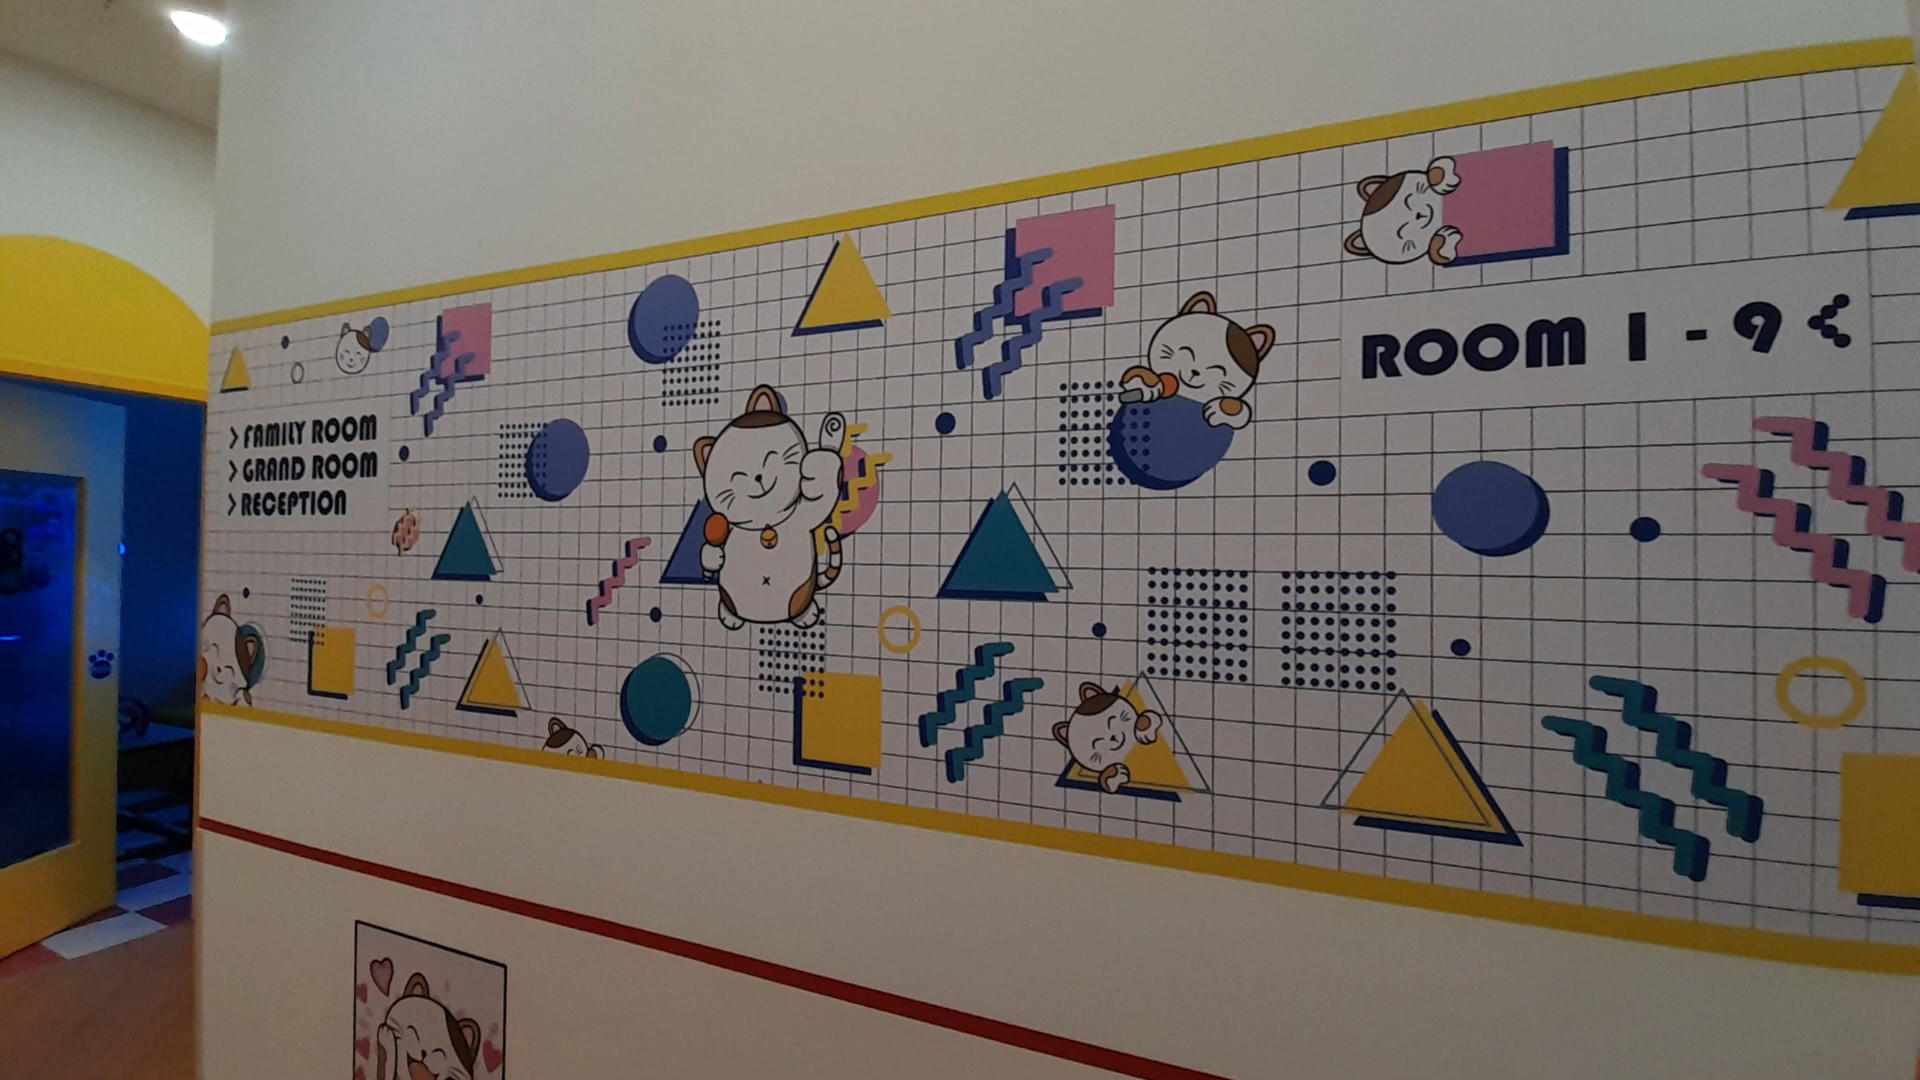 > FAMILY ROOM
> GRAND ROOM
> RECEPTION
ROOM 1 - 9 <